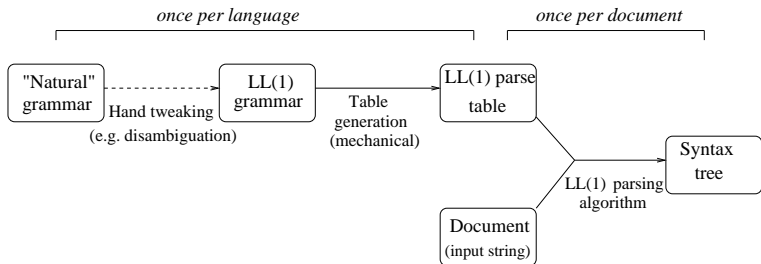 once per language
once per document
"Natural"
grammar
Hand tweaking
(e.g. disambiguation)
LL(1)
grammar
Table
generation
(mechanical)
LL(1) parse
table
Document
(input string)
LL(1) parsing
algorithm
Syntax
tree